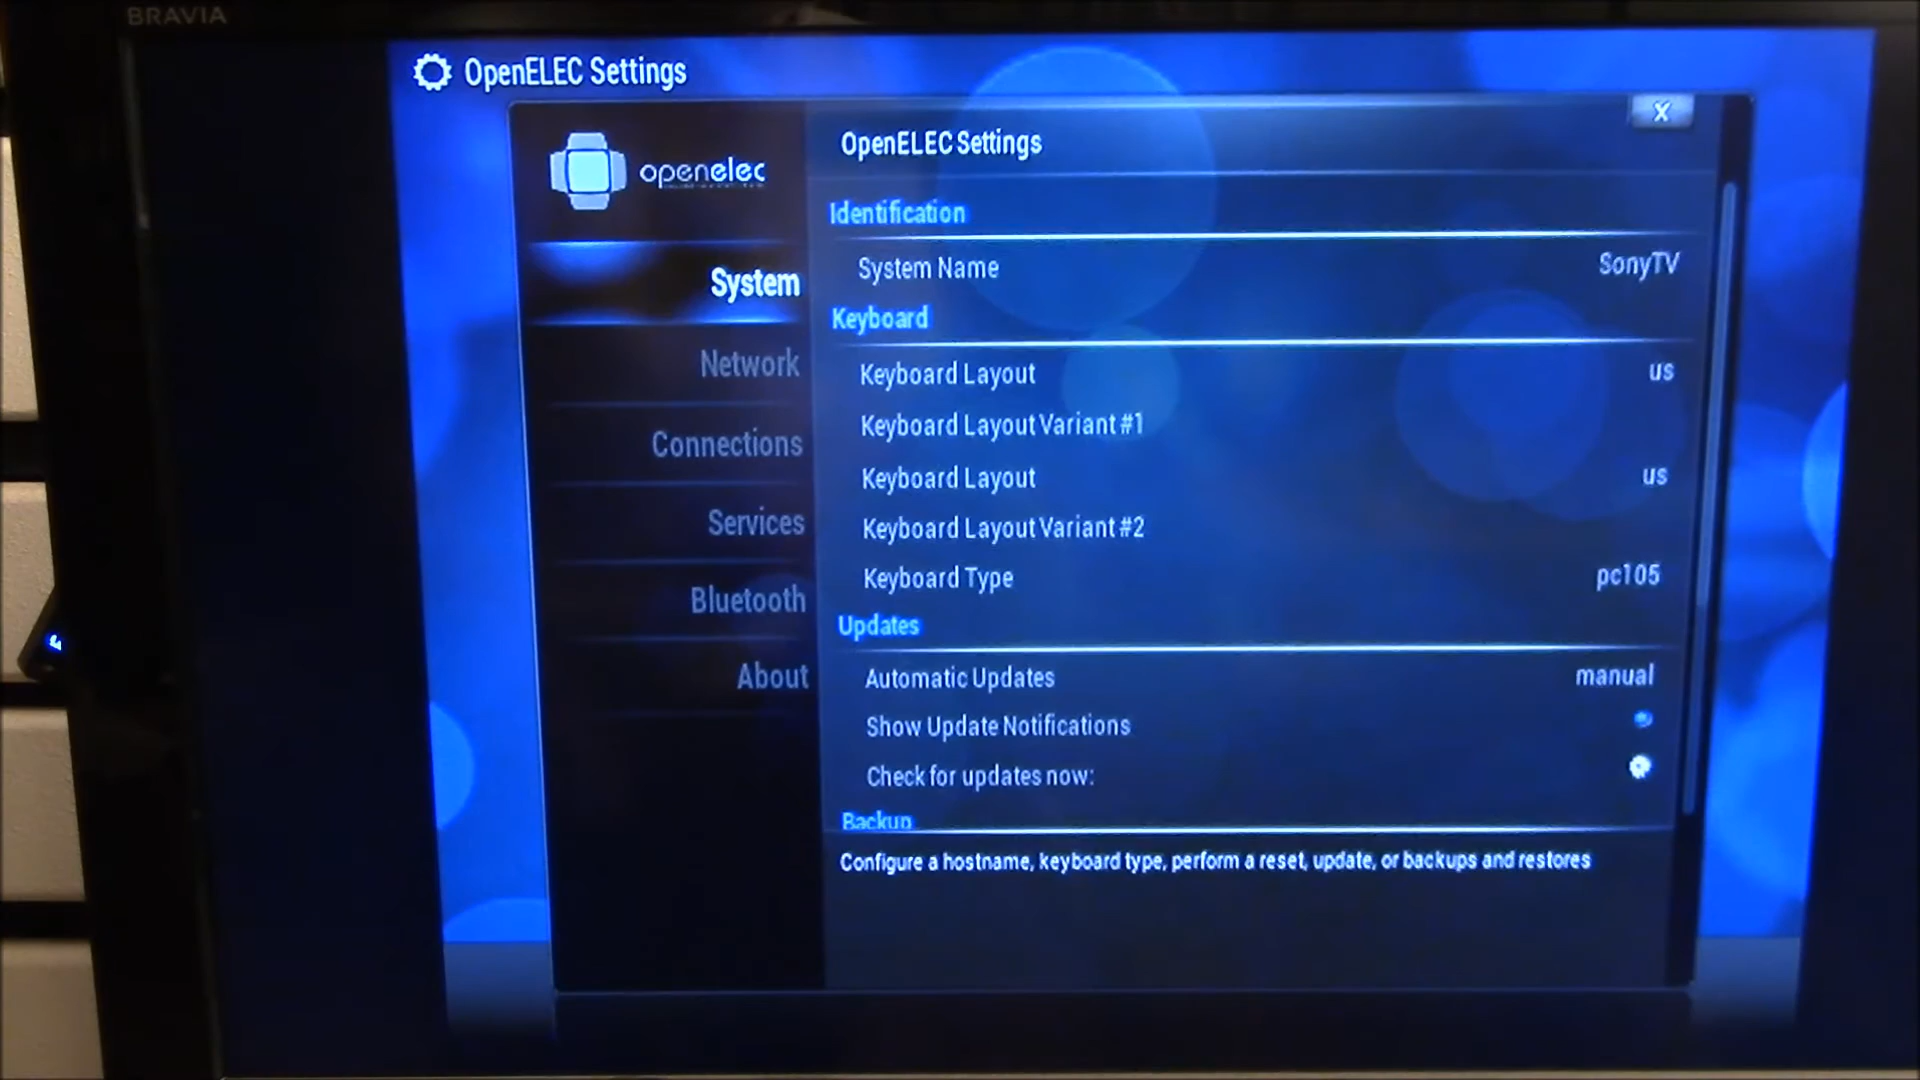 BRAVIA
OpenELEC Settings
openelec
OpenELEC Settings
X
System
Network
Connections
Services
Bluetooth
About
Identification
System Name SonyTV
Keyboard
Keyboard Layout us
Keyboard Layout Variant #1
Keyboard Layout us
Keyboard Layout Variant #2
Keyboard Type pc105
Updates
Automatic Updates manual
Show Update Notifications
Check for updates now:
Backup
Configure a hostname, keyboard type, perform a reset, update, or backups and restores